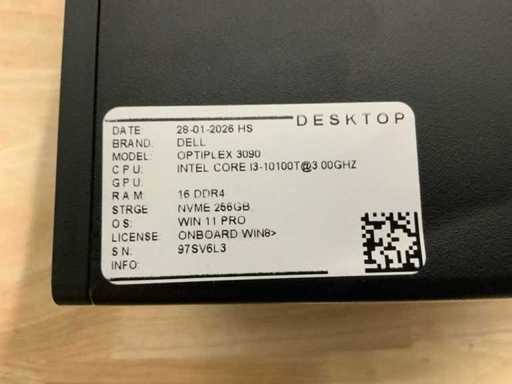 DESKTOP
DATE: 28-01-2026 HS
BRAND: DELL
MODEL: OPTIPLEX 3090
CPU: INTEL CORE I3-10100T@3.00GHZ
GPU:
RAM: 16 DDR4
STRGE NVME 256GB
OS: WIN 11 PRO
LICENSE: ONBOARD WIN8>
SN: 97SV6L3
INFO: